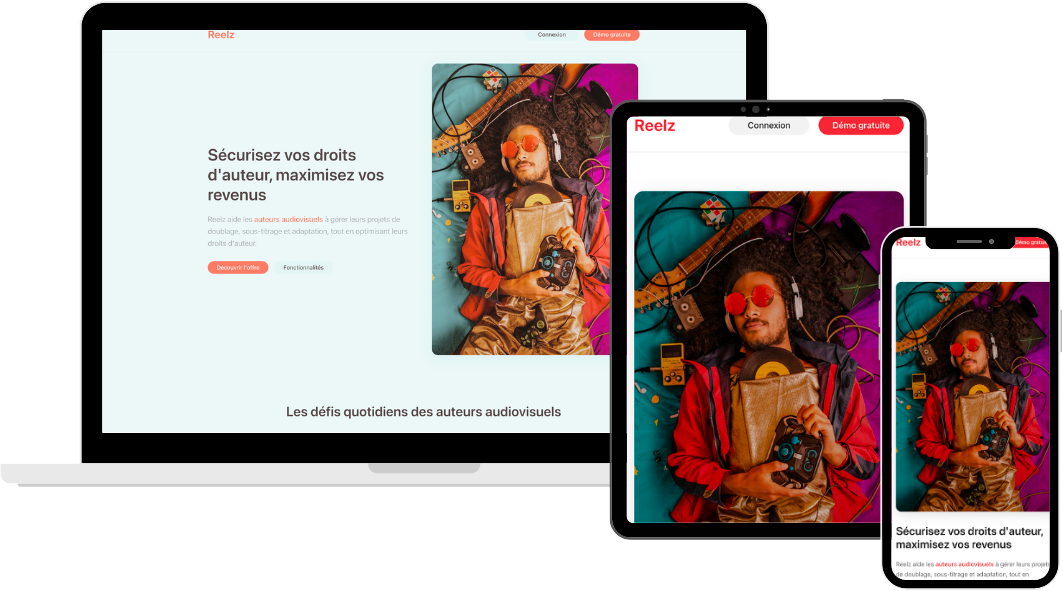 Reelz
Connexion
Démo gratuite
Sécurisez vos droits
d'auteur, maximisez vos
revenus
Reelz aide les auteurs audiovisuels à gérer leurs projets de
doublage, sous-titrage et adaptation, tout en optimisant leurs
droits d'auteur.
Découvrir l'offre
Fonctionnalités
Les défis quotidiens des auteurs audiovisuels
Reelz
Connexion
Démo gratuite
Reelz
Démo gratuite
Sécurisez vos droits d'auteur,
maximisez vos revenus
Reelz aide les auteurs audiovisuels à gérer leurs projets
de doublage, sous-titrage et adaptation, tout en